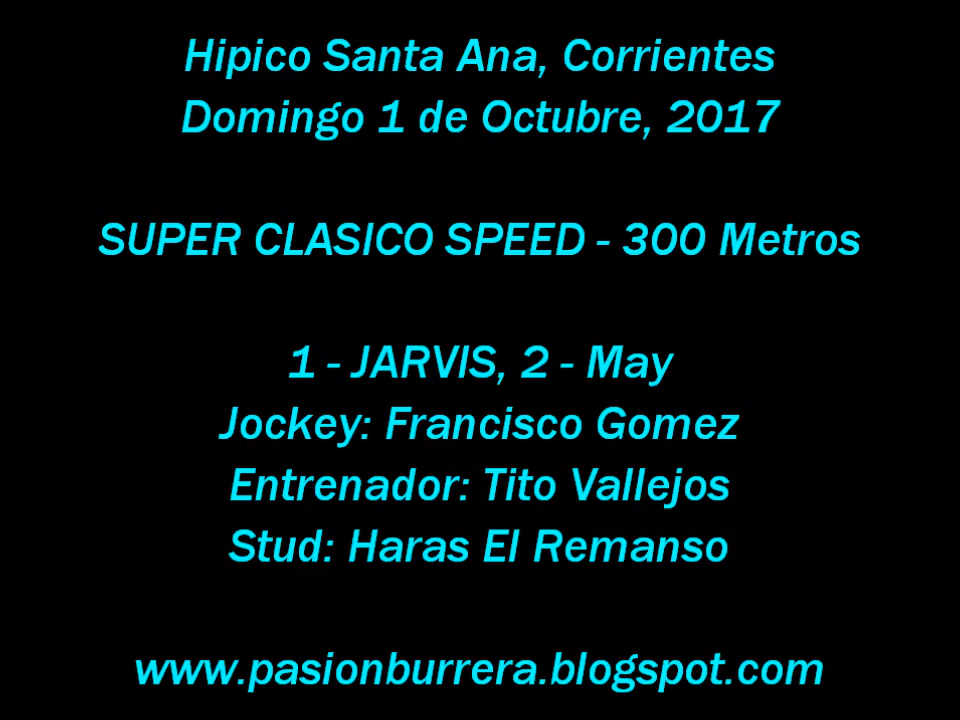 Hipico Santa Ana, Corrientes
Domingo 1 de Octubre, 2017
SUPER CLASICO SPEED - 300 Metros
1 - JARVIS, 2 - May
Jockey: Francisco Gomez
Entrenador: Tito Vallejos
Stud: Haras El Remanso
www.pasionburrera.blogspot.com